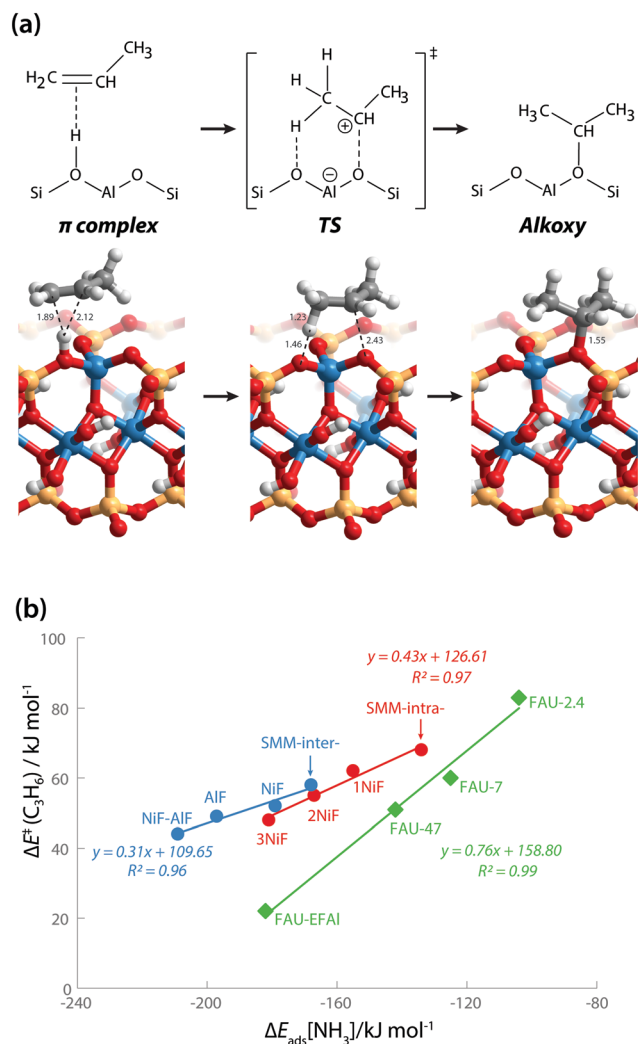 (a)
CH₃
H₂C
CH
H
O
O
Si
Al
Si
π complex
H
H
C
CH₃
H
CH
⊕
⊖
O
O
Si
Al
Si
‡
TS
H₃C
CH₃
CH
O
O
Si
Al
Si
Alkoxy
1.89
2.12
1.23
1.46
2.43
1.55
(b)
ΔE‡(C₃H₆) / kJ mol⁻¹
100
80
60
40
20
0
y = 0.43x + 126.61
R² = 0.97
SMM-intra-
FAU-2.4
SMM-inter-
1NiF
FAU-7
NiF
AlF
2NiF
NiF-AlF
3NiF
FAU-47
y = 0.31x + 109.65
R² = 0.96
y = 0.76x + 158.80
R² = 0.99
FAU-EFAl
-240
-200
-160
-120
-80
ΔE_ads[NH₃]/kJ mol⁻¹